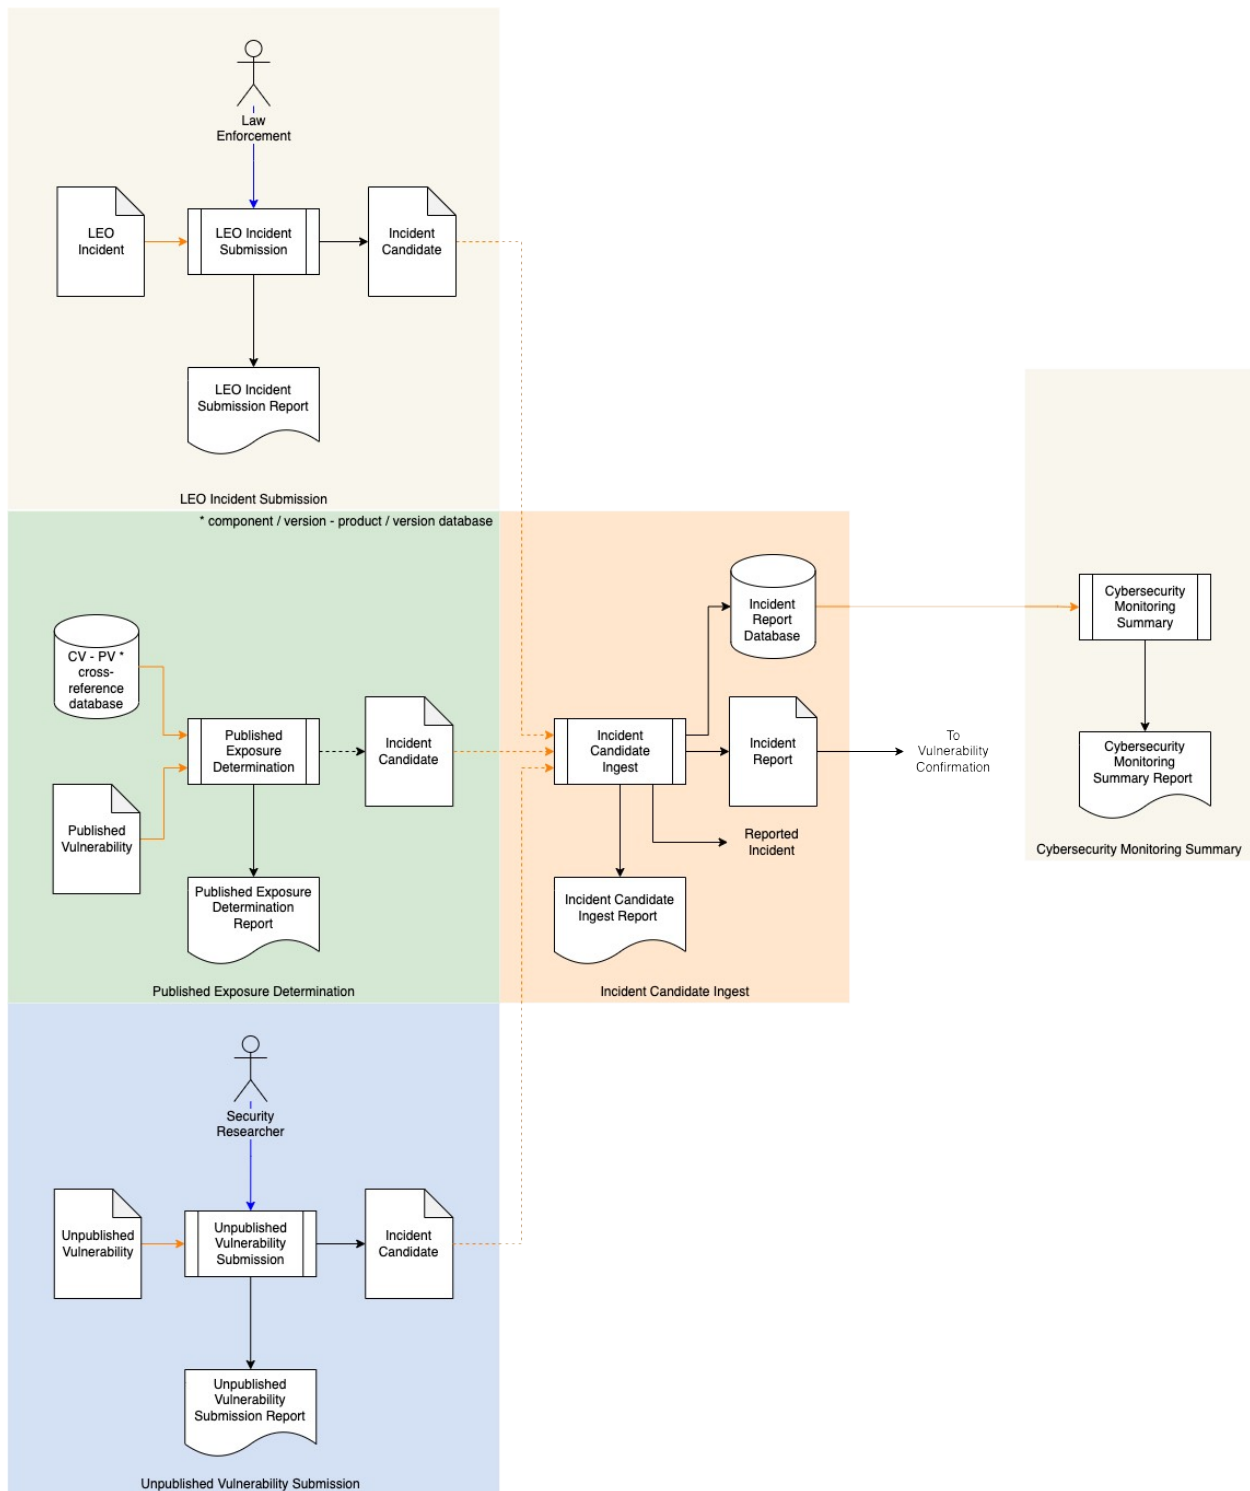 Law
Enforcement
LEO
Incident
LEO Incident
Submission
Incident
Candidate
LEO Incident
Submission Report
LEO Incident Submission
* component / version - product / version database
CV - PV *
cross-
reference
database
Published
Vulnerability
Published
Exposure
Determination
Incident
Candidate
Published Exposure
Determination
Report
Published Exposure Determination
Incident
Candidate
Ingest
Incident
Report
Database
Incident
Report
To
Vulnerability
Confirmation
Reported
Incident
Incident Candidate
Ingest Report
Incident Candidate Ingest
Cybersecurity
Monitoring
Summary
Cybersecurity
Monitoring
Summary Report
Cybersecurity Monitoring Summary
Security
Researcher
Unpublished
Vulnerability
Unpublished
Vulnerability
Submission
Incident
Candidate
Unpublished
Vulnerability
Submission Report
Unpublished Vulnerability Submission